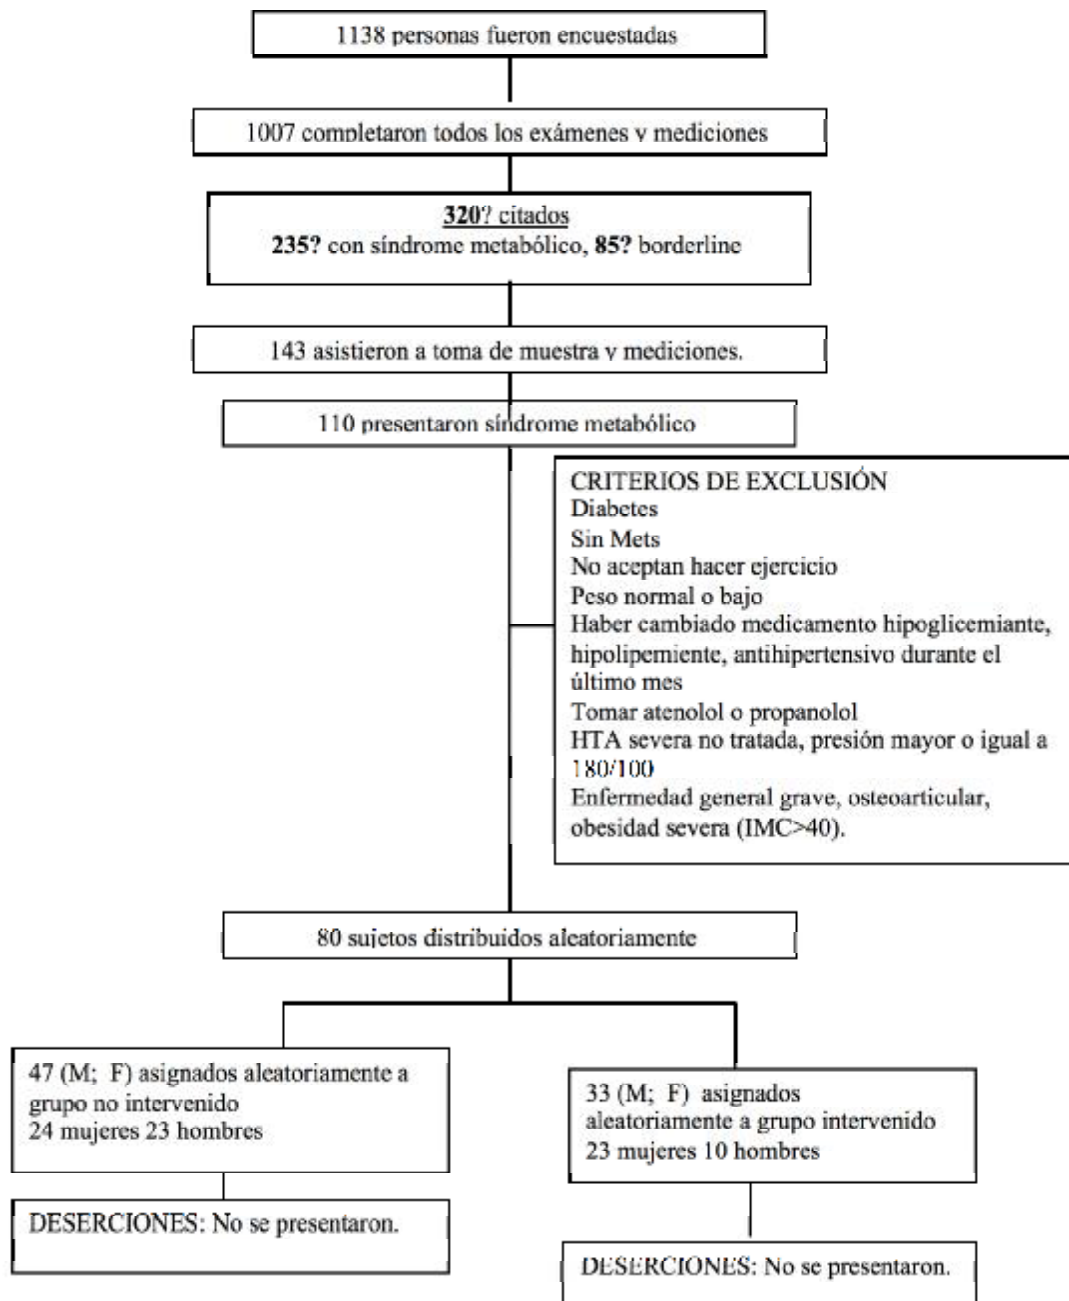 1138 personas fueron encuestadas
1007 completaron todos los exámenes y mediciones
320? citados
235? con síndrome metabólico, 85? borderline
143 asistieron a toma de muestra y mediciones.
110 presentaron síndrome metabólico
CRITERIOS DE EXCLUSIÓN
Diabetes
Sin Mets
No aceptan hacer ejercicio
Peso normal o bajo
Haber cambiado medicamento hipoglicemiante,
hipolipemiente, antihipertensivo durante el
último mes
Tomar atenolol o propanolol
HTA severa no tratada, presión mayor o igual a
180/100
Enfermedad general grave, osteoarticular,
obesidad severa (IMC>40).
80 sujetos distribuidos aleatoriamente
47 (M; F) asignados aleatoriamente a
grupo no intervenido
24 mujeres 23 hombres
33 (M; F) asignados
aleatoriamente a grupo intervenido
23 mujeres 10 hombres
DESERCIONES: No se presentaron.
DESERCIONES: No se presentaron.